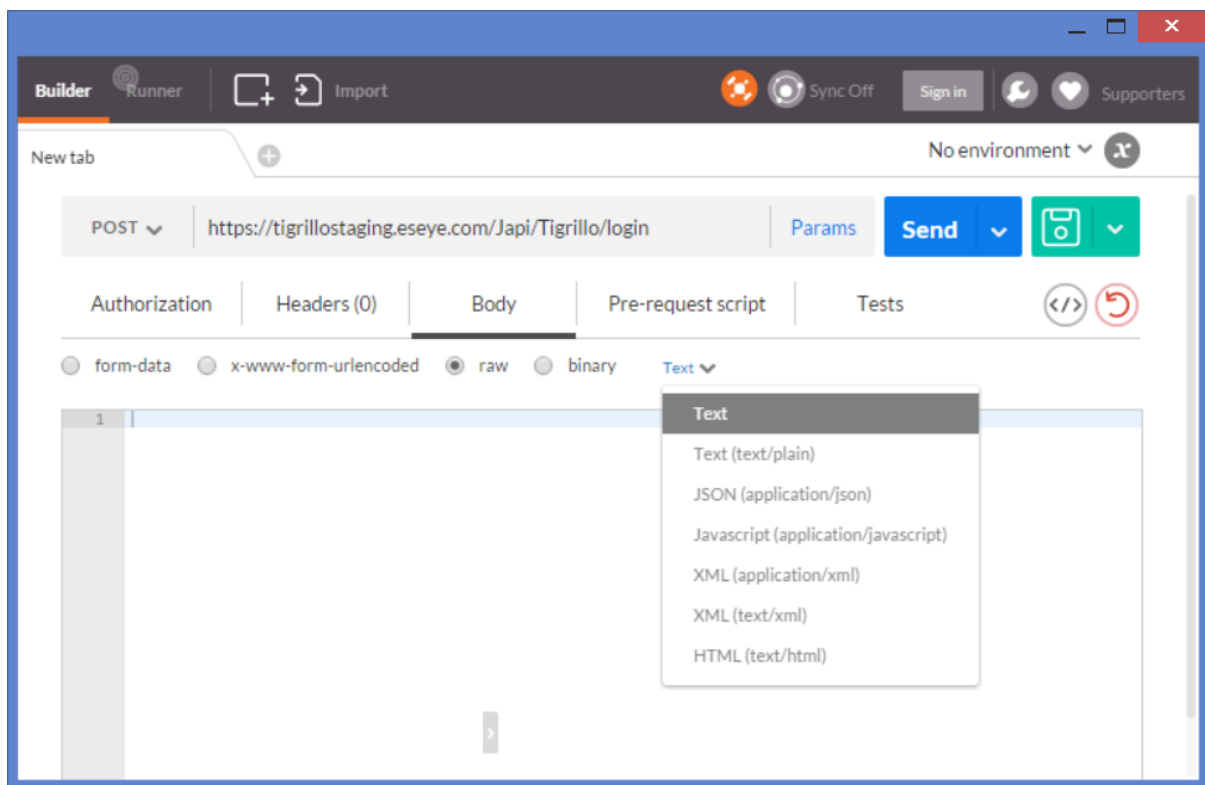 Builder Runner Import Sync Off Sign in Supporters
New tab No environment x
POST https://tigrillostaging.eseye.com/Japi/Tigrillo/login Params Send
Authorization Headers (0) Body Pre-request script Tests </>
form-data x-www-form-urlencoded raw binary Text
1
Text
Text (text/plain)
JSON (application/json)
Javascript (application/javascript)
XML (application/xml)
XML (text/xml)
HTML (text/html)